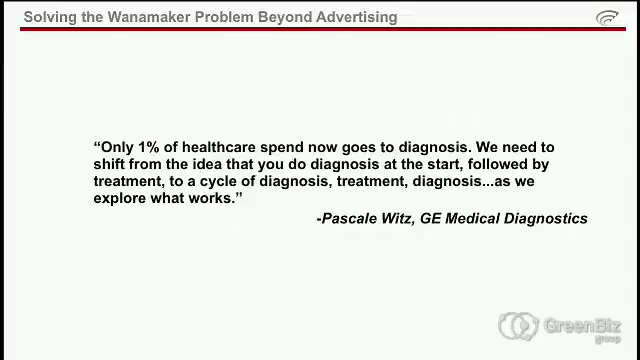 Solving the Wanamaker Problem Beyond Advertising
“Only 1% of healthcare spend now goes to diagnosis. We need to
shift from the idea that you do diagnosis at the start, followed by
treatment, to a cycle of diagnosis, treatment, diagnosis...as we
explore what works.”
-Pascale Witz, GE Medical Diagnostics
GreenBiz
group